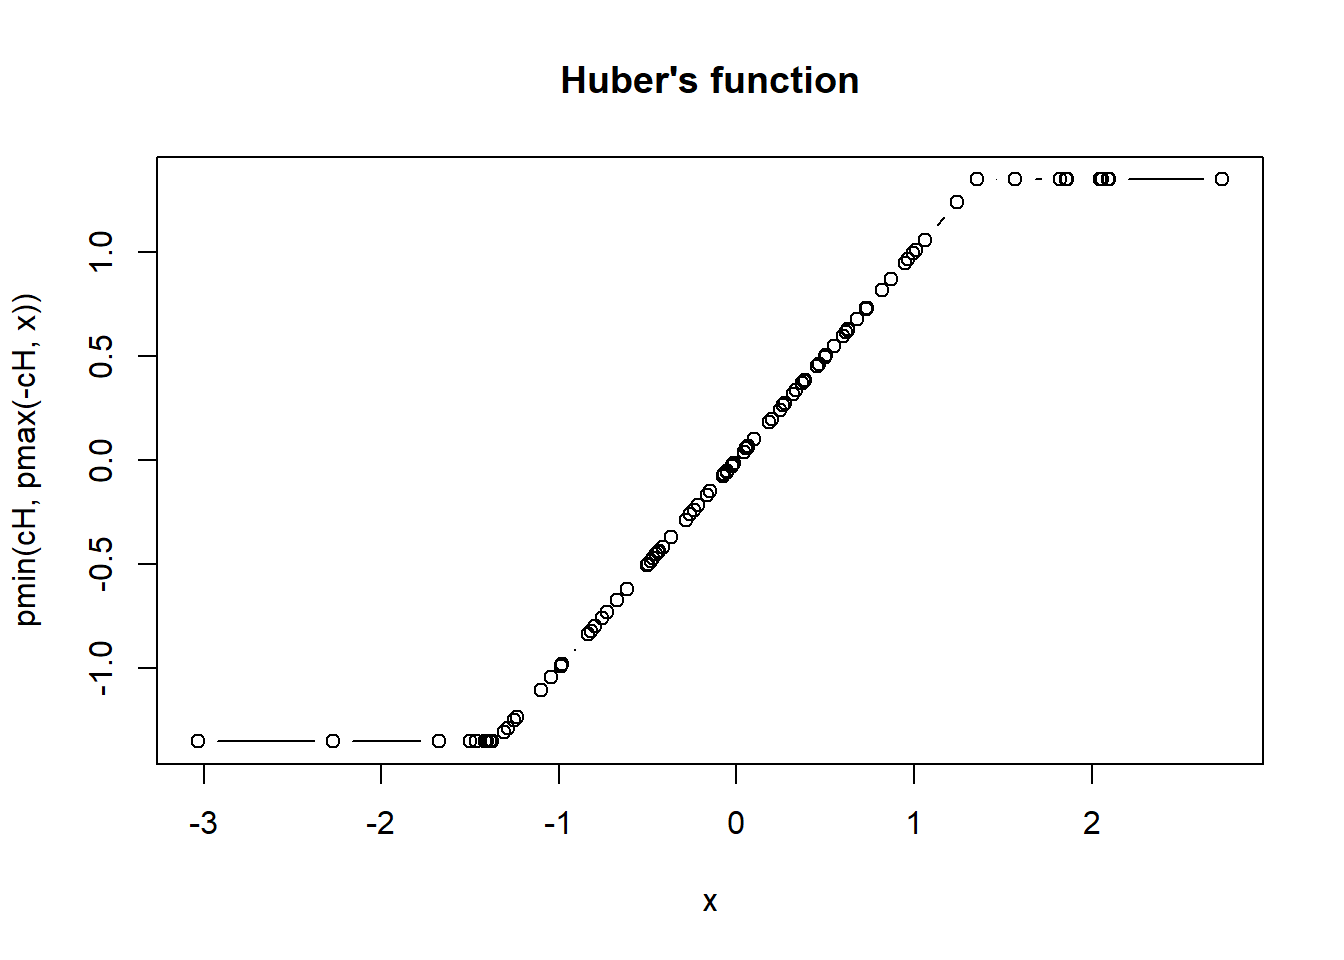 Huber's function
pmin(cH, pmax(-cH, x))
1.0
0.5
0.0
-0.5
-1.0
-3 -2 -1 0 1 2
x